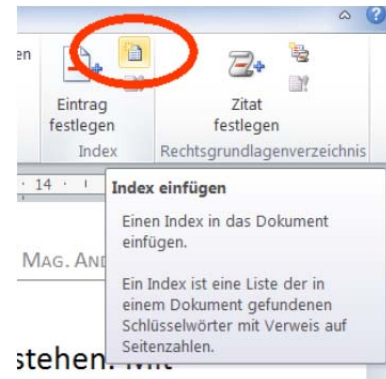 en
Eintrag
festlegen
Zitat
festlegen
Index
Rechtsgrundlagenverzeichnis
· 14 · ı
Index einfügen
Einen Index in das Dokument
einfügen.
Ein Index ist eine Liste der in
einem Dokument gefundenen
Schlüsselwörter mit Verweis auf
Seitenzahlen.
MAG. AND
stehen. Mit